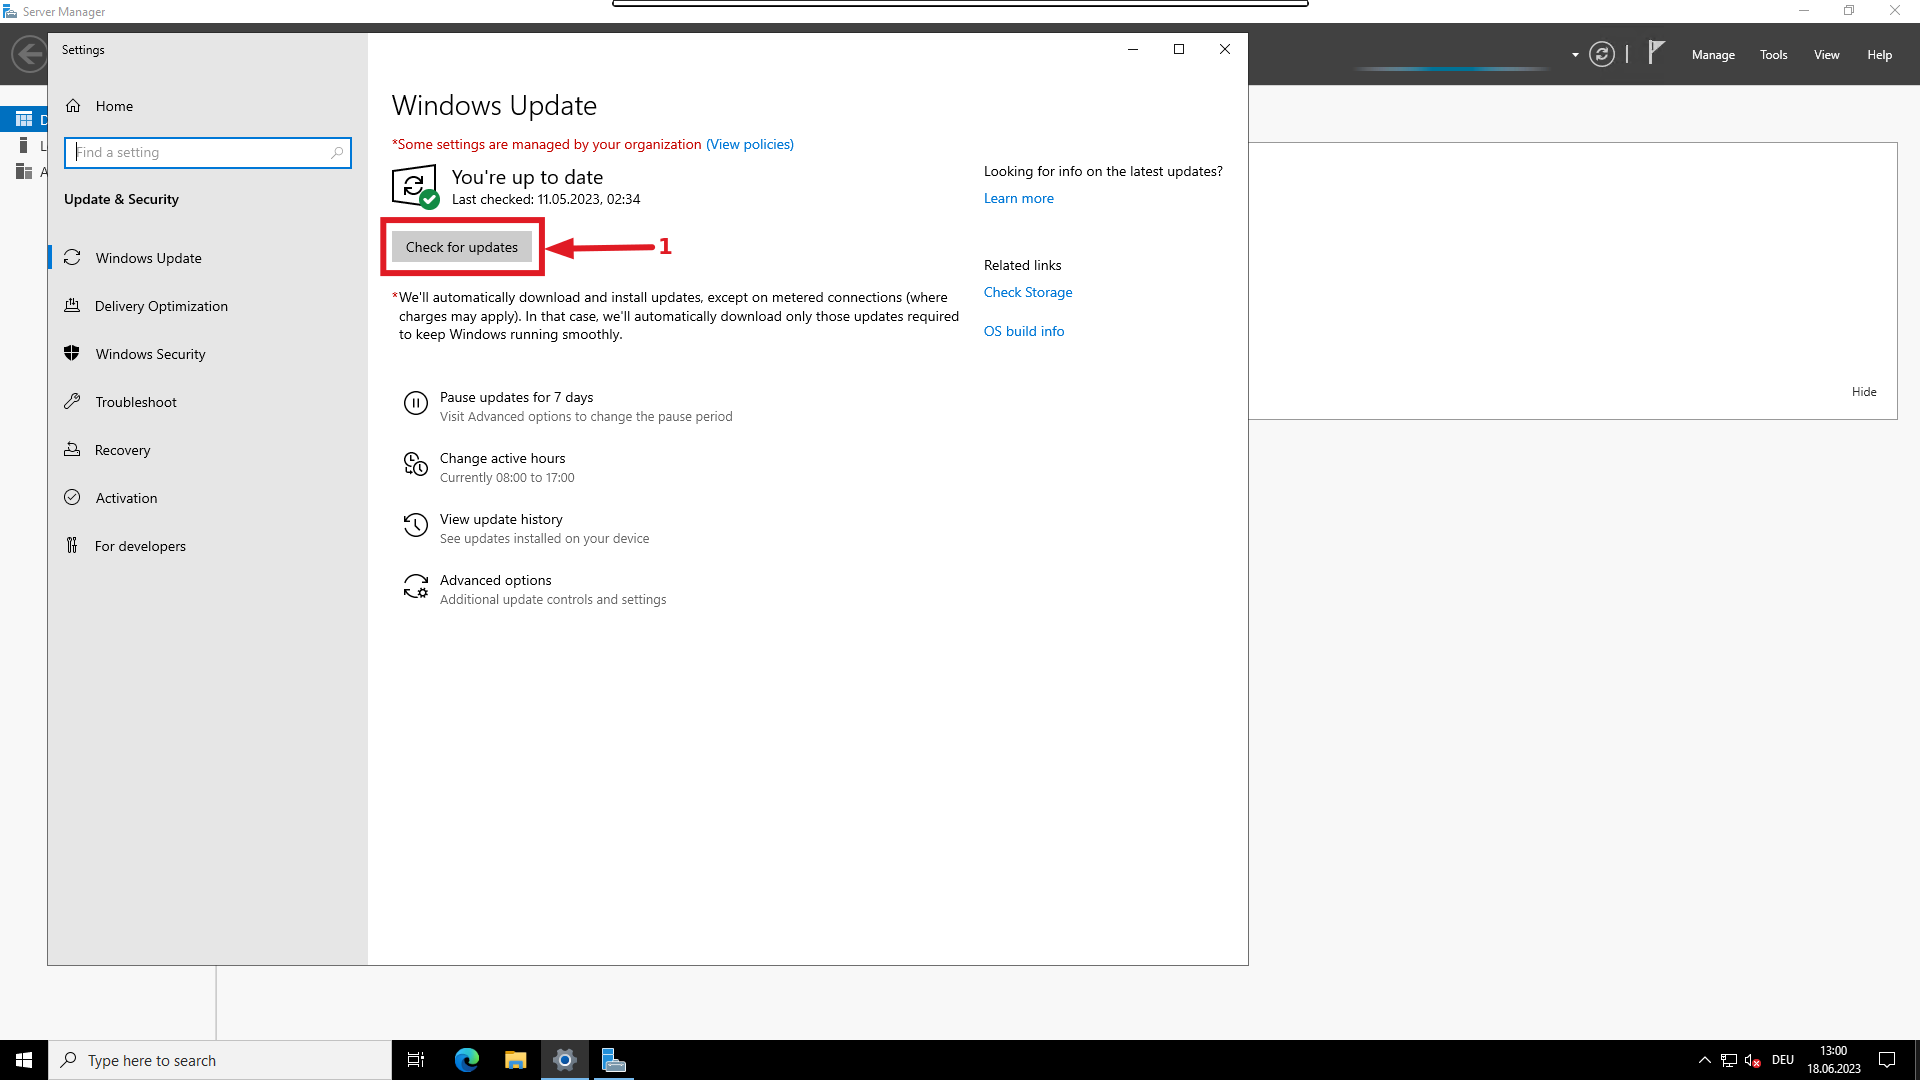 Server Manager
Manage
Tools
View
Help
D
L
A
Hide
Settings
Home
Find a setting
Update & Security
Windows Update
Delivery Optimization
Windows Security
Troubleshoot
Recovery
Activation
For developers
Windows Update
*Some settings are managed by your organization (View policies)
You're up to date
Last checked: 11.05.2023, 02:34
Check for updates
1
*We'll automatically download and install updates, except on metered connections (where
charges may apply). In that case, we'll automatically download only those updates required
to keep Windows running smoothly.
Pause updates for 7 days
Visit Advanced options to change the pause period
Change active hours
Currently 08:00 to 17:00
View update history
See updates installed on your device
Advanced options
Additional update controls and settings
Looking for info on the latest updates?
Learn more
Related links
Check Storage
OS build info
Type here to search
DEU
13:00
18.06.2023